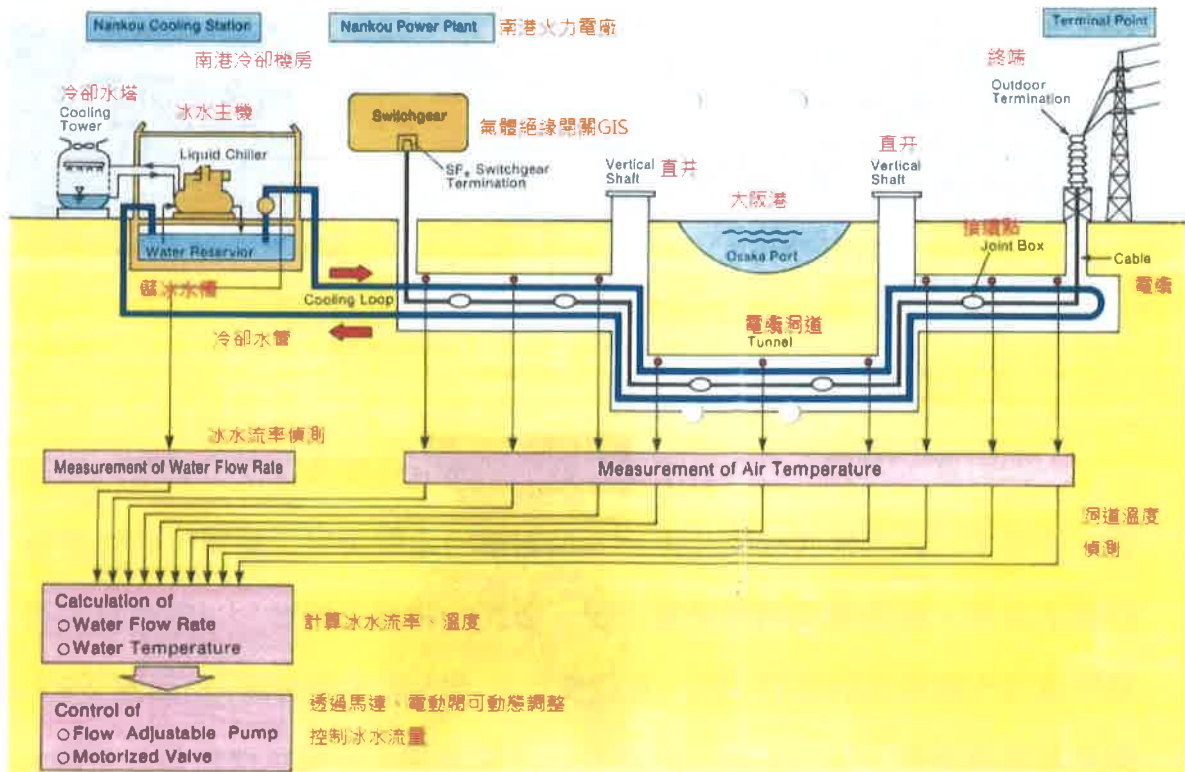 Nankou Cooling Station
Nankou Power Plant
南港火力電廠
Terminal Point
南港冷卻機房
終端
Outdoor
Termination
冷卻水塔
Cooling
Tower
冰水主機
Liquid Chiller
Switchgear
氣體絕緣開關GIS
SF₆ Switchgear
Termination
Vertical
Shaft
直井
直井
Vertical
Shaft
大阪港
Osaka Port
Water Reservior
接續點
Joint Box
Cable
電纜
儲冰水槽
Cooling Loop
冷卻水管
電纜洞道
Tunnel
冰水流率偵測
Measurement of Water Flow Rate
Measurement of Air Temperature
洞道溫度
偵測
Calculation of
○ Water Flow Rate
○ Water Temperature
計算冰水流率、溫度
Control of
○ Flow Adjustable Pump
○ Motorized Valve
透過馬達、電動閥可動態調整
控制冰水流量